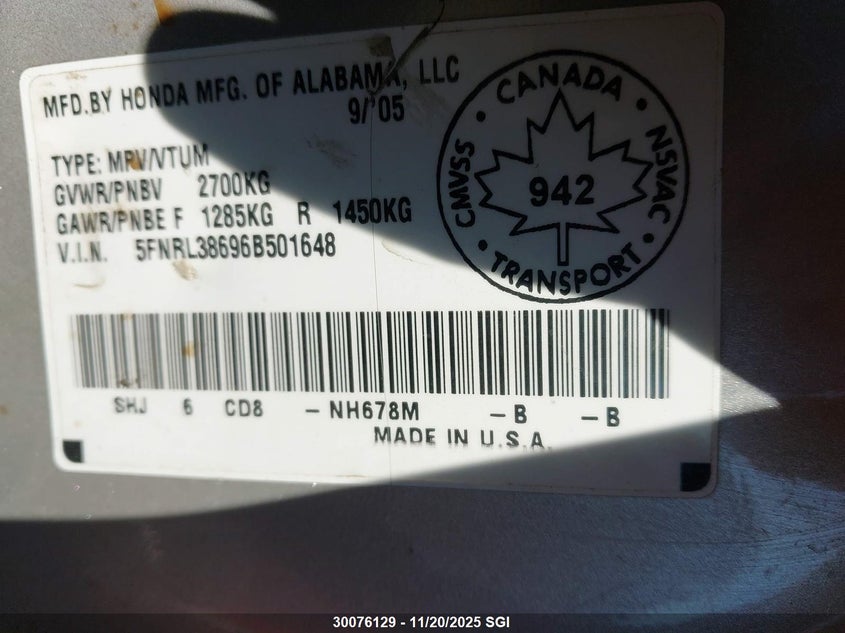 MFD.BY HONDA MFG. OF ALABAMA, LLC
9/'05
TYPE: MPV/VTUM
GVWR/PNBV 2700KG
GAWR/PNBE F 1285KG R 1450KG
V.I.N. 5FNRL38696B501648
CANADA
CMVSS
NSVAC
942
TRANSPORT
SHJ 6 CD8 -NH678M -B -B
MADE IN U.S.A.
30076129 - 11/20/2025 SGI